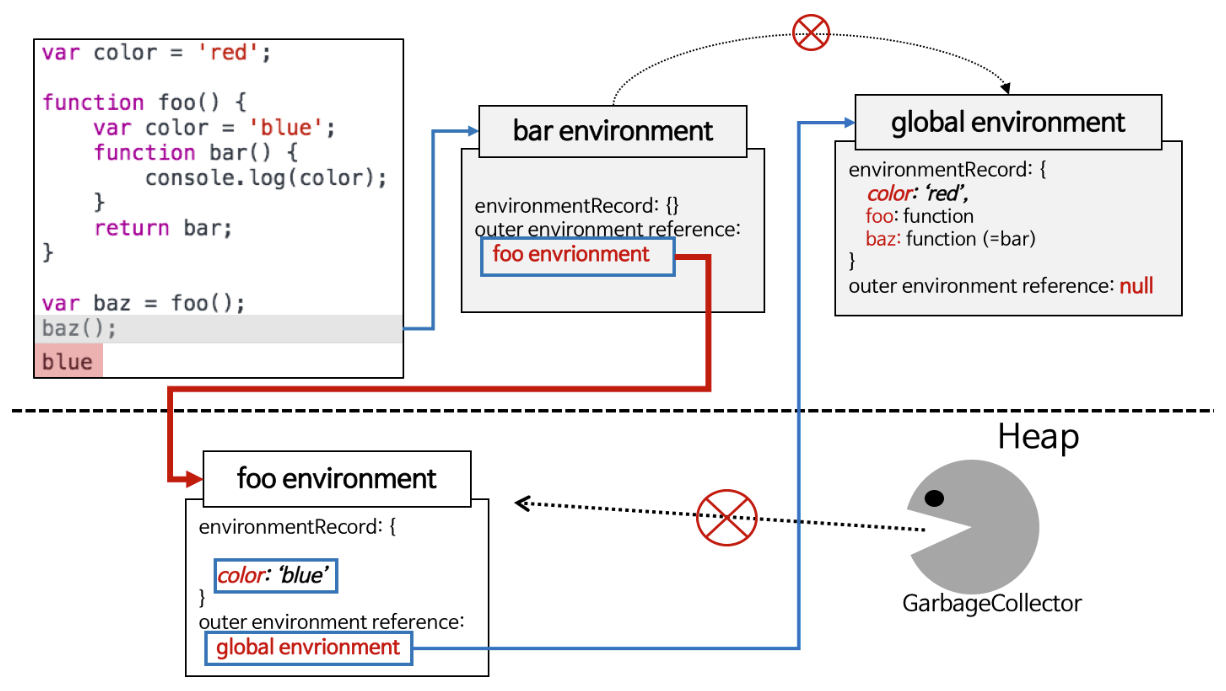 var color = 'red';
function foo() {
    var color = 'blue';
    function bar() {
        console.log(color);
    }
    return bar;
}
var baz = foo();
baz();
blue
bar environment
environmentRecord: {}
outer environment reference:
foo envrionment
global environment
environmentRecord: {
color: ‘red’,
foo: function
baz: function (=bar)
}
outer environment reference: null
Heap
foo environment
environmentRecord: {
color: ‘blue’
}
outer environment reference:
global envrionment
GarbageCollector